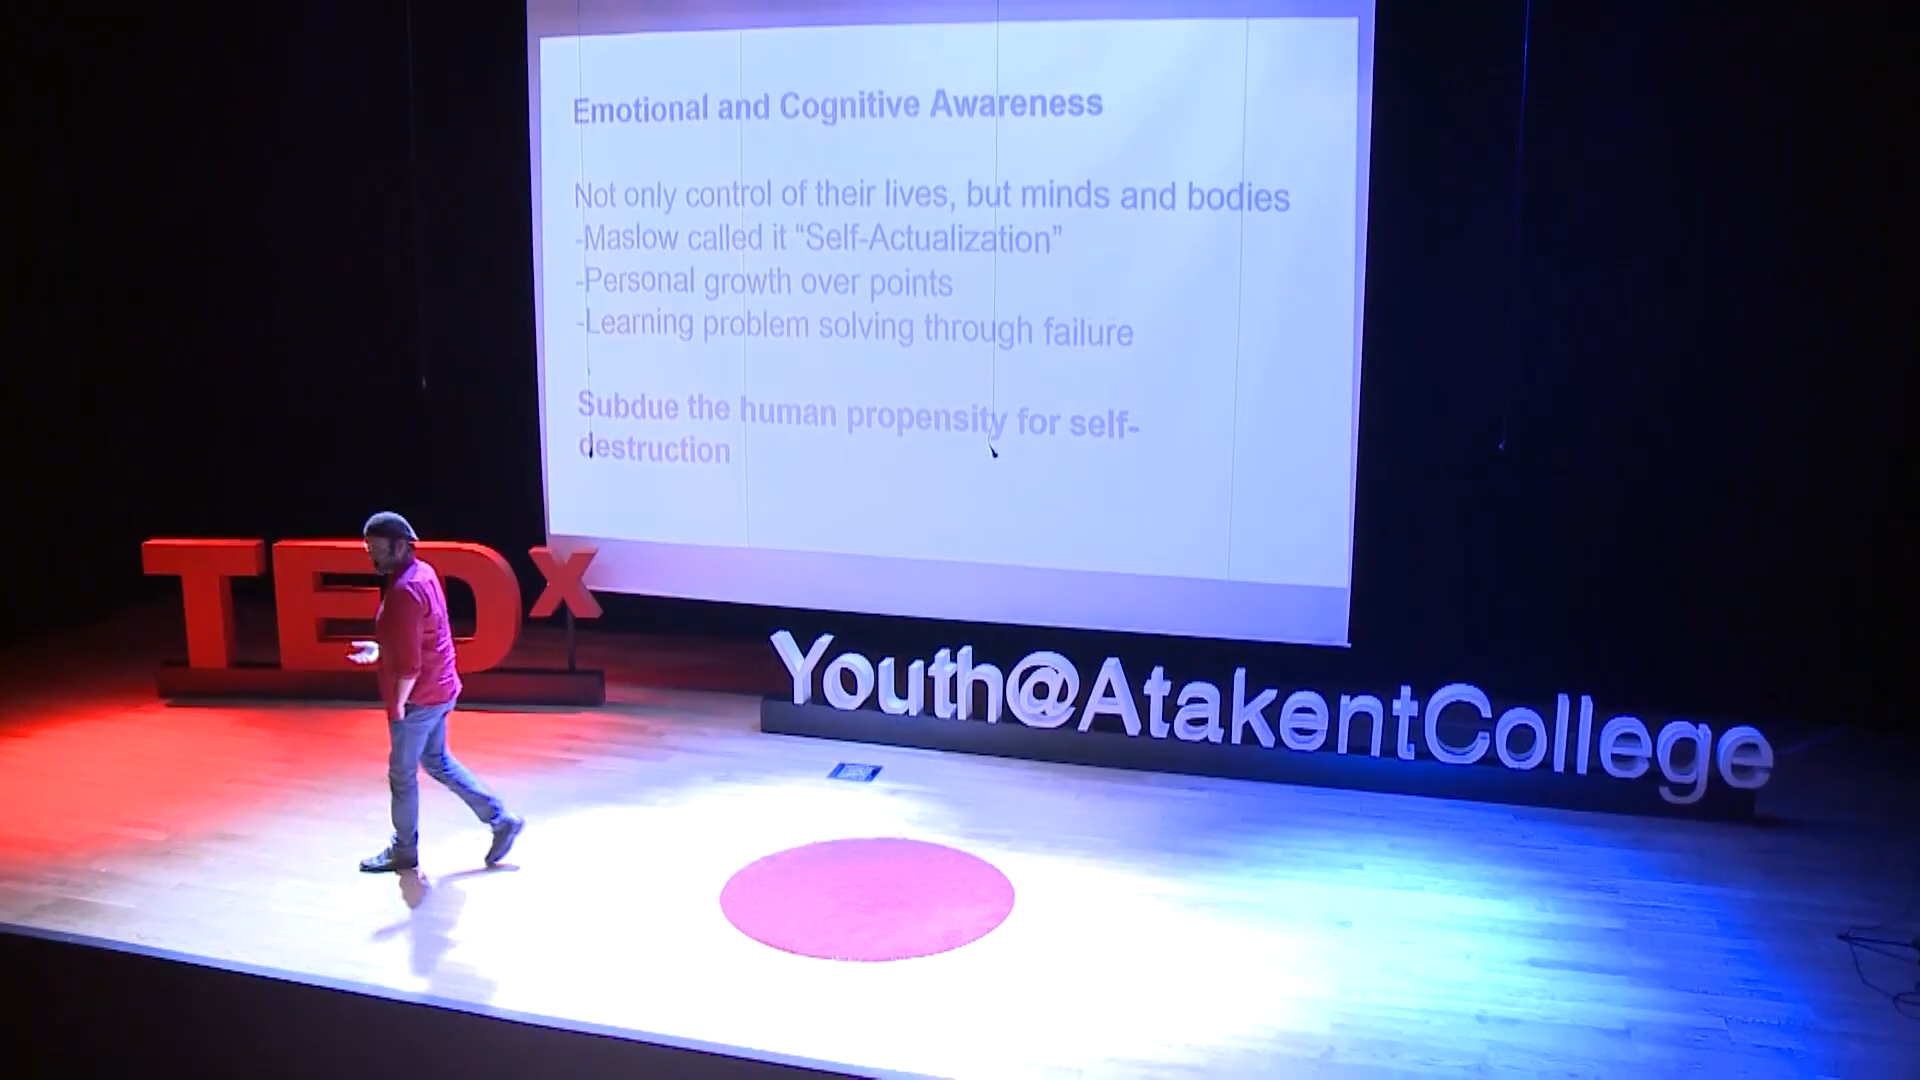 Emotional and Cognitive Awareness
Not only control of their lives, but minds and bodies
-Maslow called it “Self-Actualization”
-Personal growth over points
-Learning problem solving through failure
Subdue the human propensity for self-
destruction
TEDx
Youth@AtakentCollege